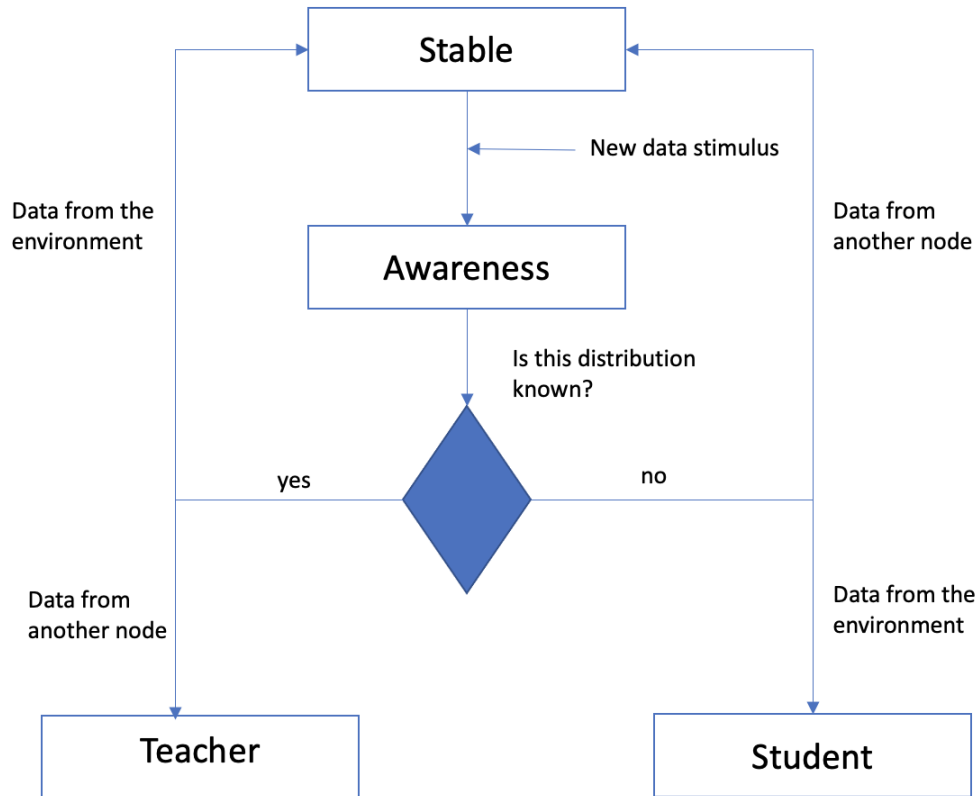 Stable
New data stimulus
Data from the
environment
Data from
another node
Awareness
Is this distribution
known?
yes
no
Data from
another node
Data from the
environment
Teacher
Student